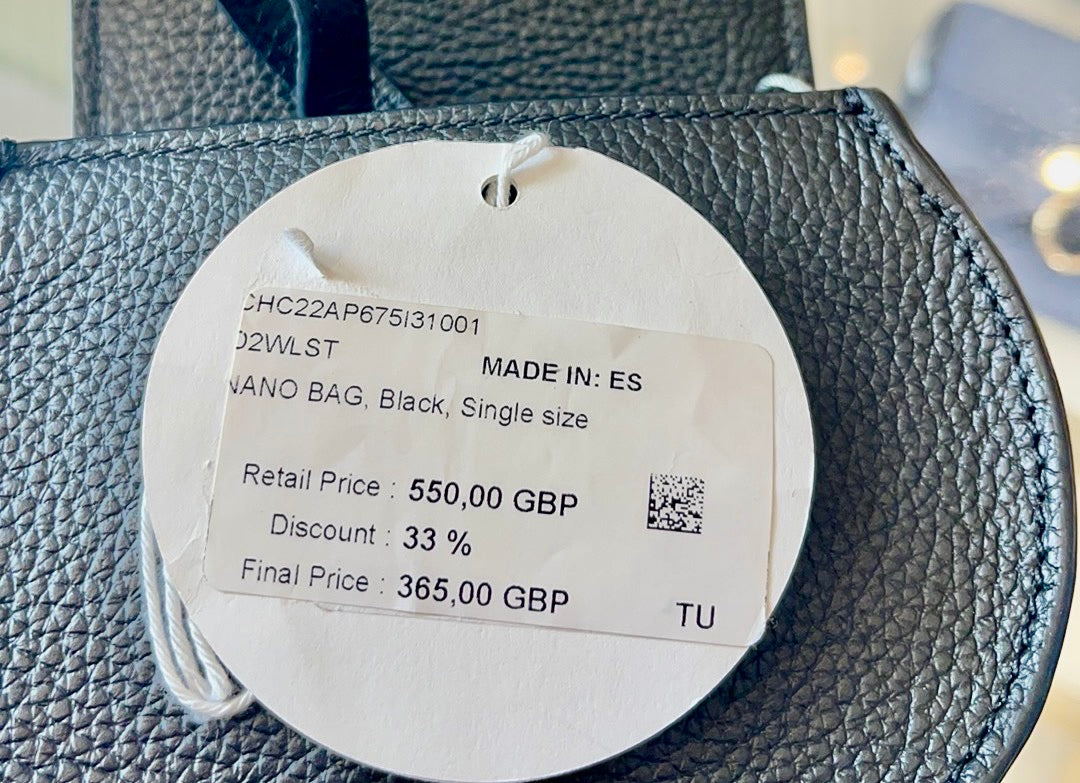 CHC22AP675I31001
02WLST
MADE IN: ES
NANO BAG, Black, Single size
Retail Price : 550,00 GBP
Discount : 33 %
Final Price : 365,00 GBP
TU